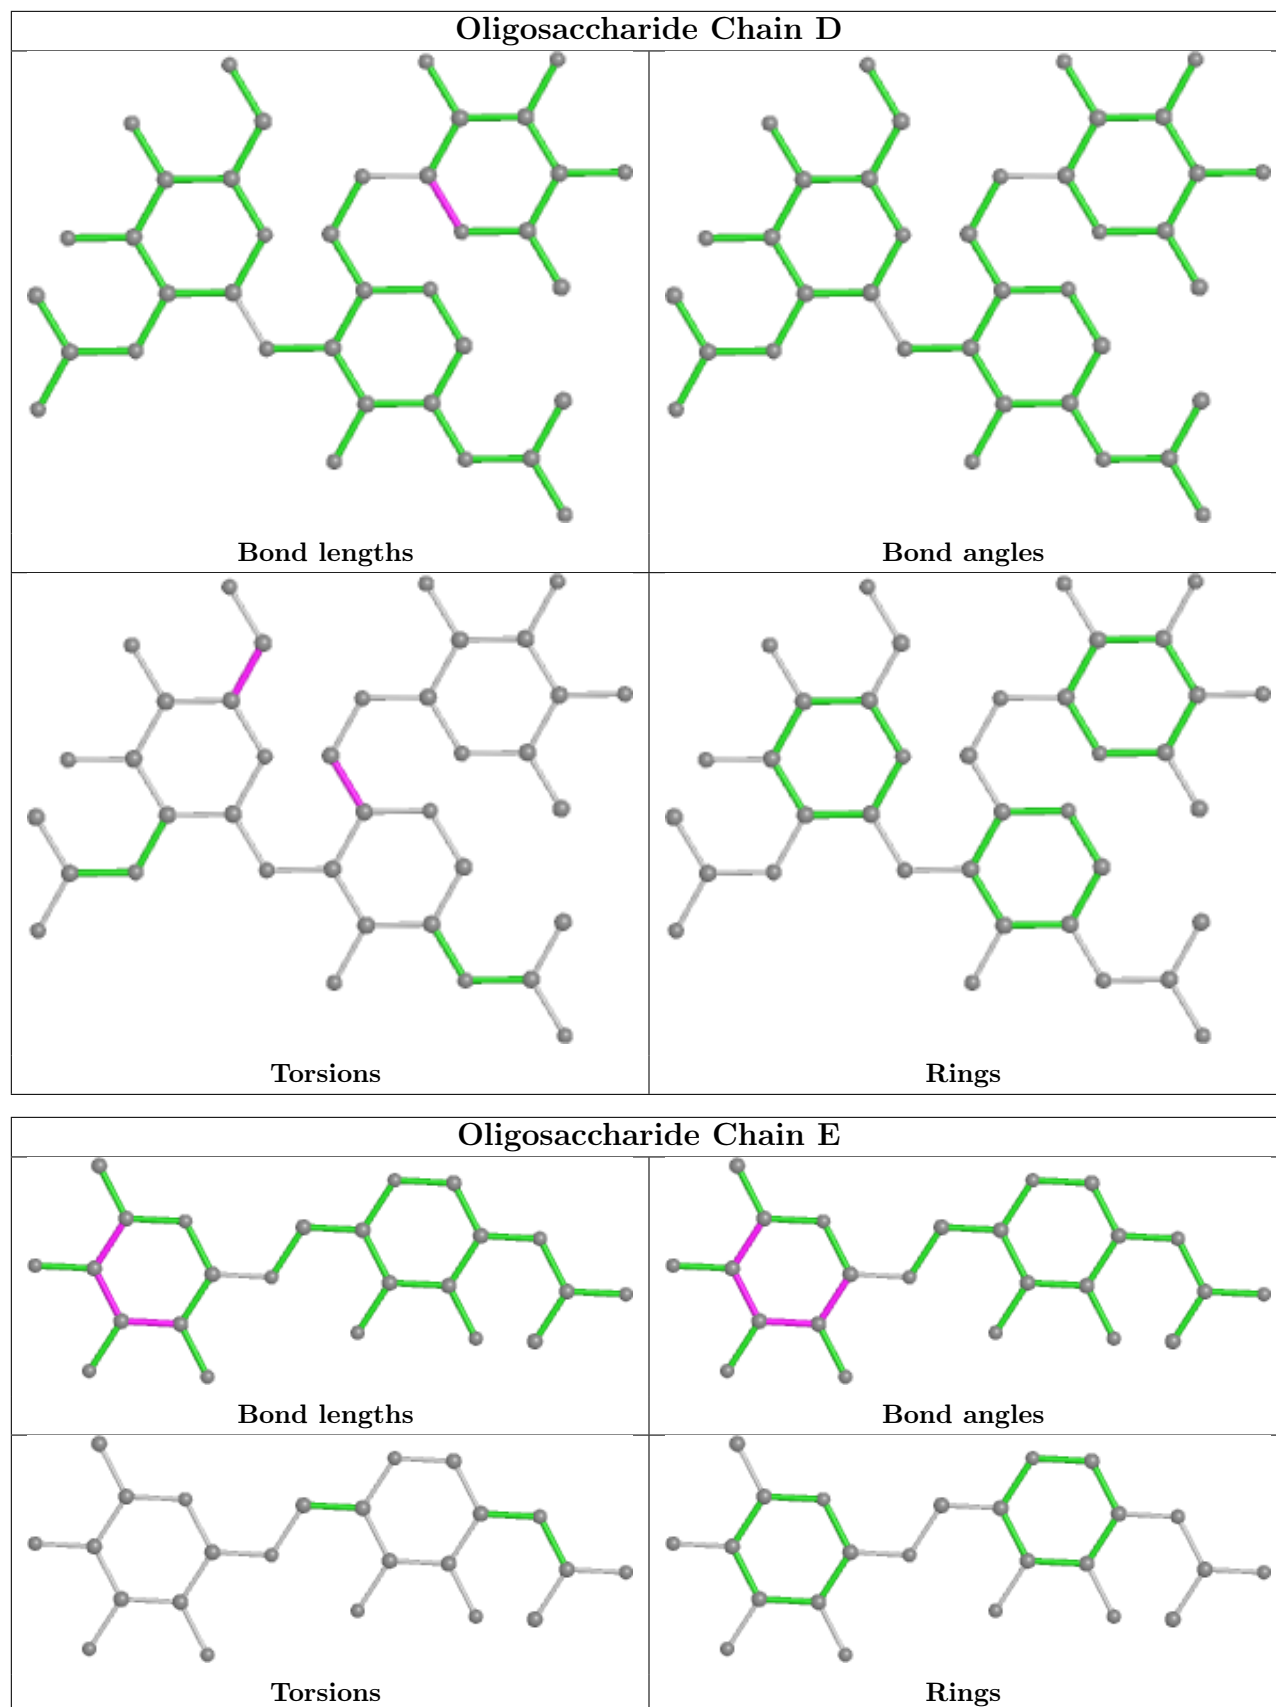 Oligosaccharide Chain D
Bond lengths
Bond angles
Torsions
Rings
Oligosaccharide Chain E
Bond lengths
Bond angles
Torsions
Rings